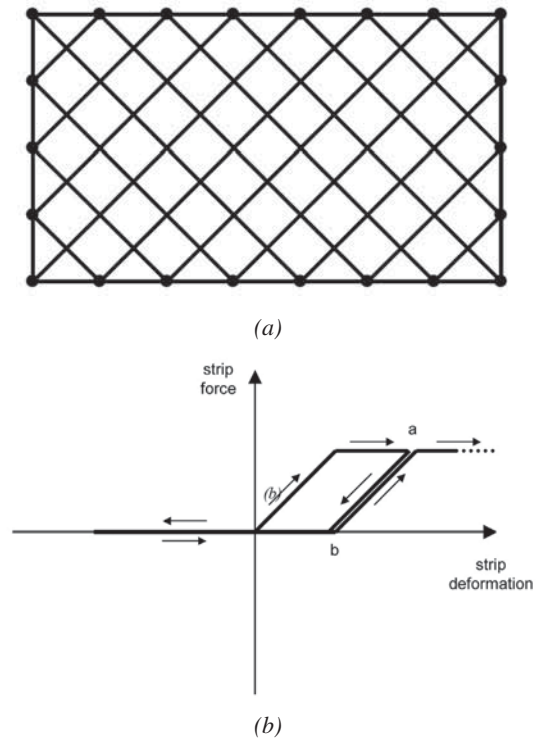 (a)
strip
force
a
(b)
b
strip
deformation
(b)